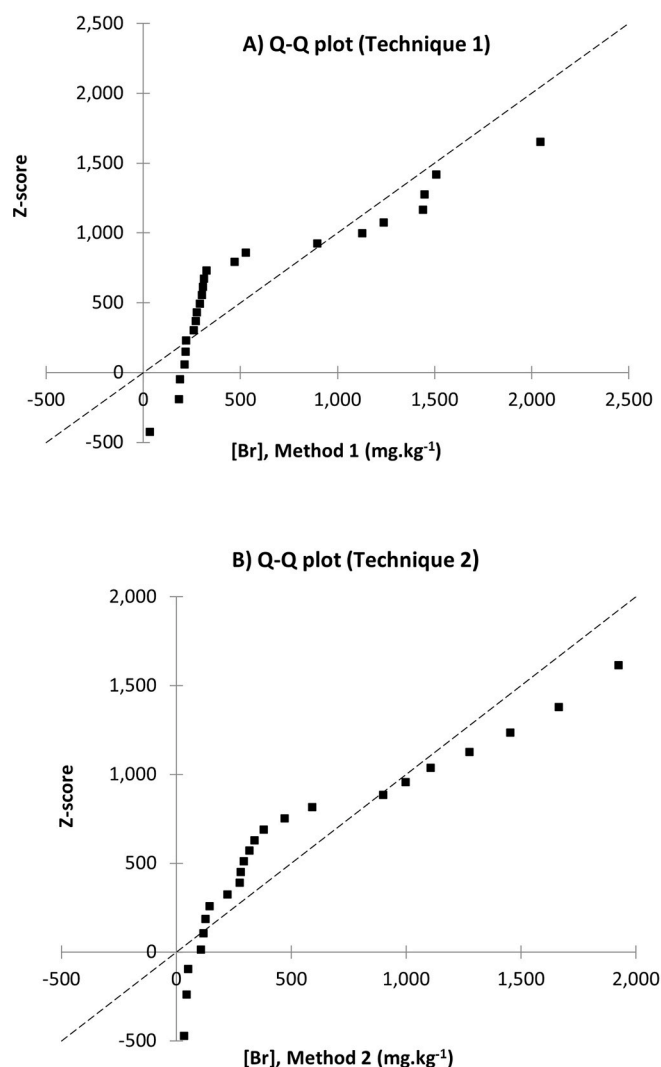 2,500
A) Q-Q plot (Technique 1)
2,000
1,500
Z-score
1,000
500
0
-500 0 500 1,000 1,500 2,000 2,500
-500
[Br], Method 1 (mg.kg-1)
B) Q-Q plot (Technique 2)
2,000
1,500
1,000
Z-score
500
0
-500 0 500 1,000 1,500 2,000
-500
[Br], Method 2 (mg.kg-1)